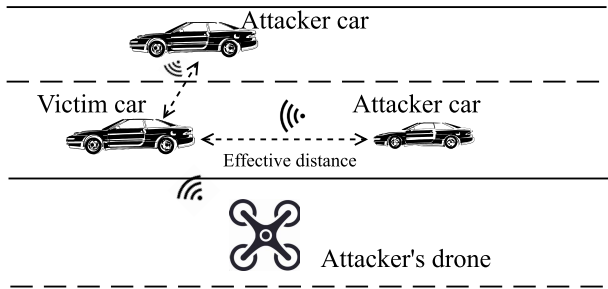 Attacker car
Victim car
Attacker car
Effective distance
Attacker's drone